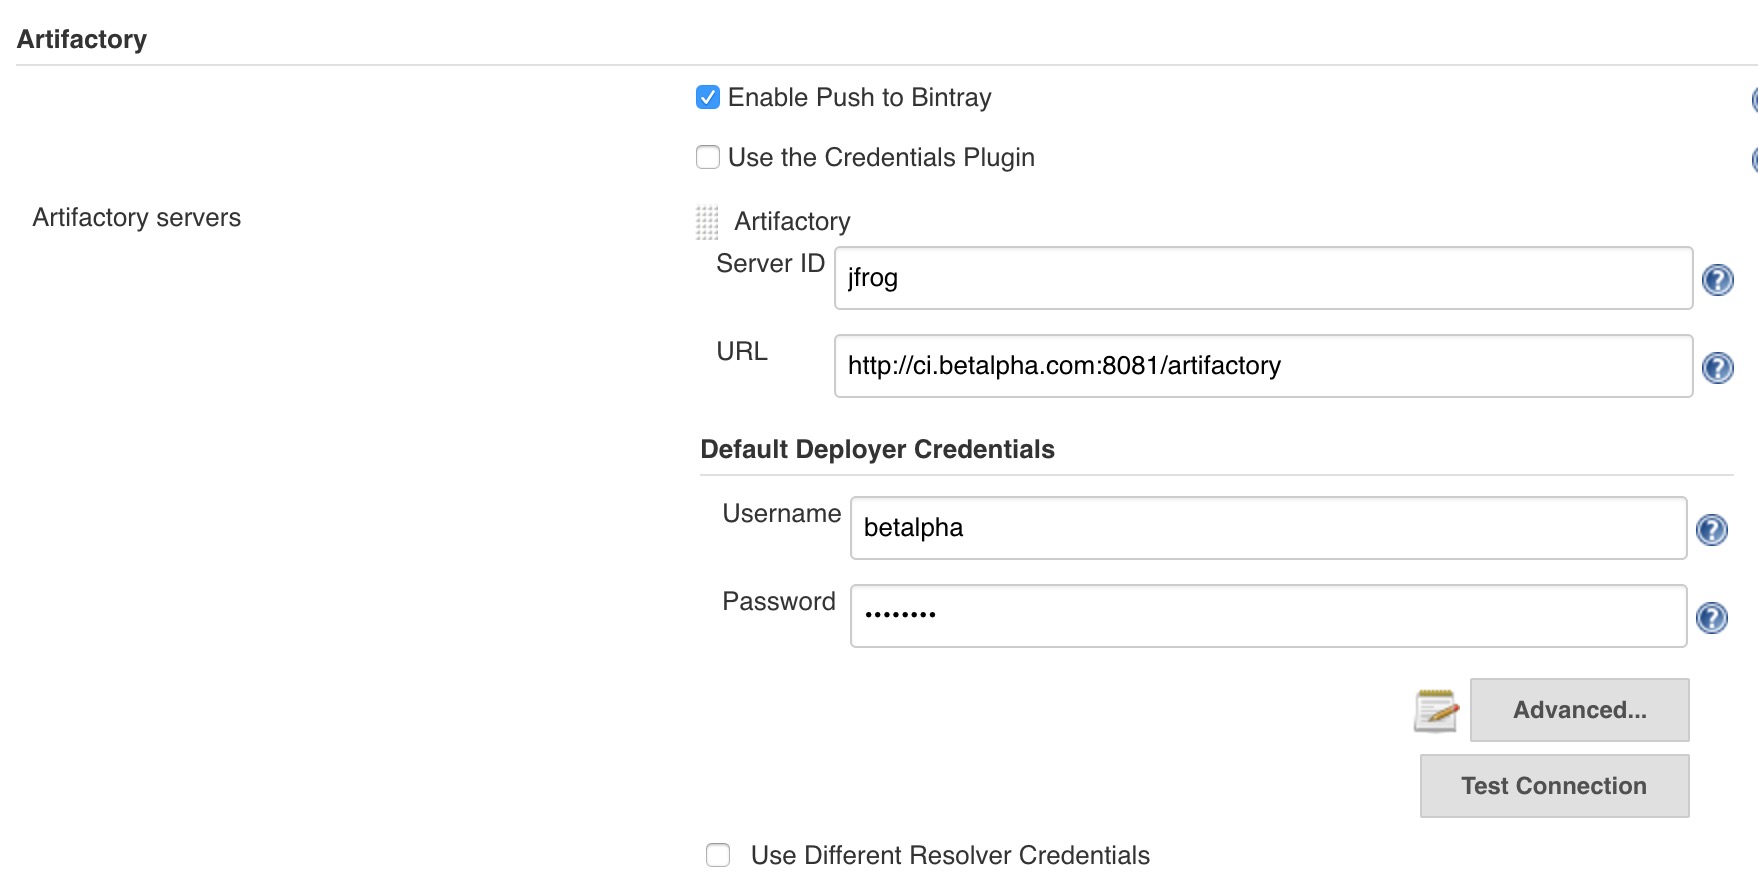 Artifactory
Enable Push to Bintray
Use the Credentials Plugin
Artifactory servers
Artifactory
Server ID
jfrog
URL
http://ci.betalpha.com:8081/artifactory
Default Deployer Credentials
Username
betalpha
Password
••••••••
Advanced...
Test Connection
Use Different Resolver Credentials